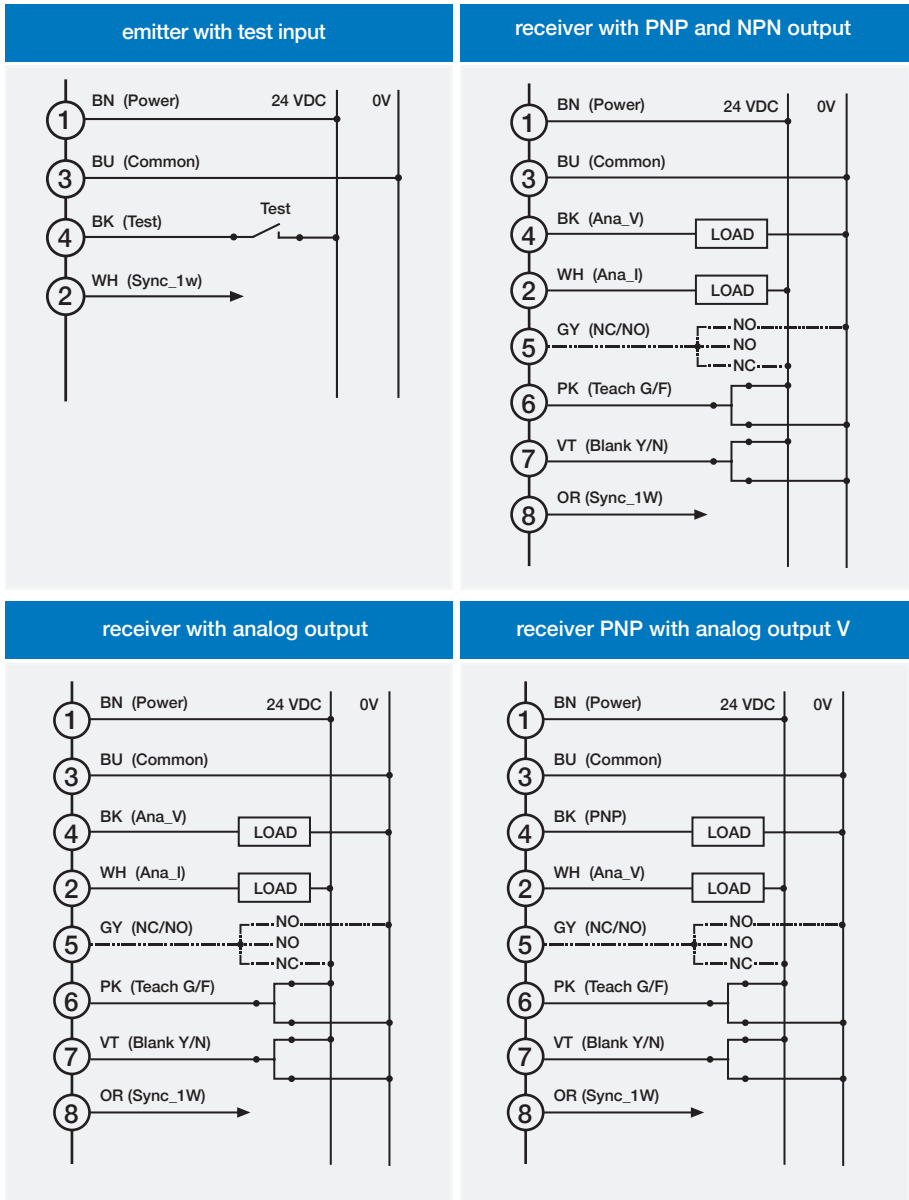 emitter with test input
BN (Power) 24 VDC 0V
1
BU (Common)
3
Test
BK (Test)
4
WH (Sync_1w)
2
receiver with PNP and NPN output
BN (Power) 24 VDC 0V
1
BU (Common)
3
BK (Ana_V)
4 LOAD
WH (Ana_I)
2 LOAD
GY (NC/NO) NO
5 NO
NC
PK (Teach G/F)
6
VT (Blank Y/N)
7
OR (Sync_1W)
8
receiver with analog output
BN (Power) 24 VDC 0V
1
BU (Common)
3
BK (Ana_V)
4 LOAD
WH (Ana_I)
2 LOAD
GY (NC/NO) NO
5 NO
NC
PK (Teach G/F)
6
VT (Blank Y/N)
7
OR (Sync_1W)
8
receiver PNP with analog output V
BN (Power) 24 VDC 0V
1
BU (Common)
3
BK (PNP)
4 LOAD
WH (Ana_V)
2 LOAD
GY (NC/NO) NO
5 NO
NC
PK (Teach G/F)
6
VT (Blank Y/N)
7
OR (Sync_1W)
8